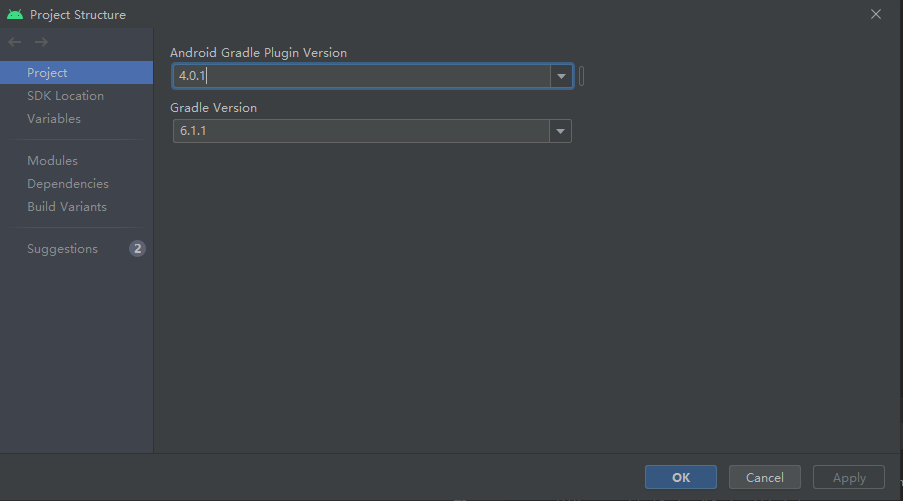 Project Structure
Project
SDK Location
Variables
Modules
Dependencies
Build Variants
Suggestions
2
Android Gradle Plugin Version
4.0.1
Gradle Version
6.1.1
OK
Cancel
Apply